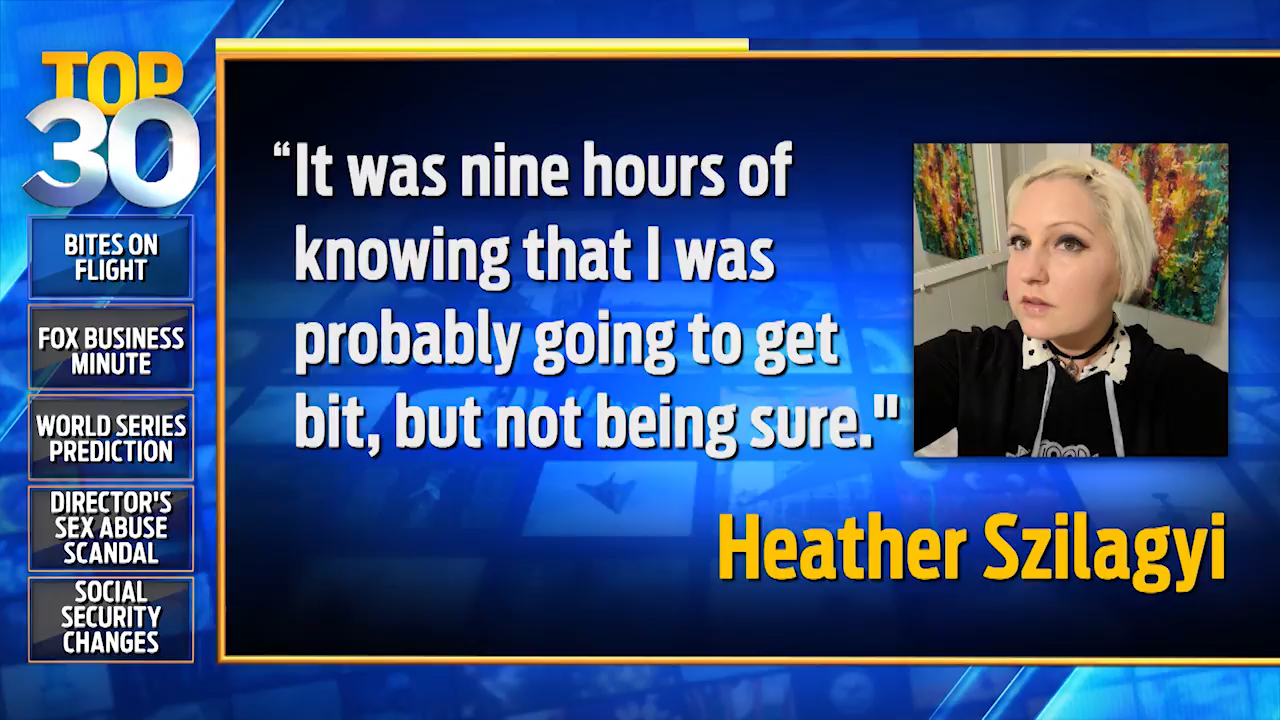 TOP
30
BITES ON
FLIGHT
FOX BUSINESS
MINUTE
WORLD SERIES
PREDICTION
DIRECTOR'S
SEX ABUSE
SCANDAL
SOCIAL
SECURITY
CHANGES
“It was nine hours of
knowing that I was
probably going to get
bit, but not being sure."
Heather Szilagyi